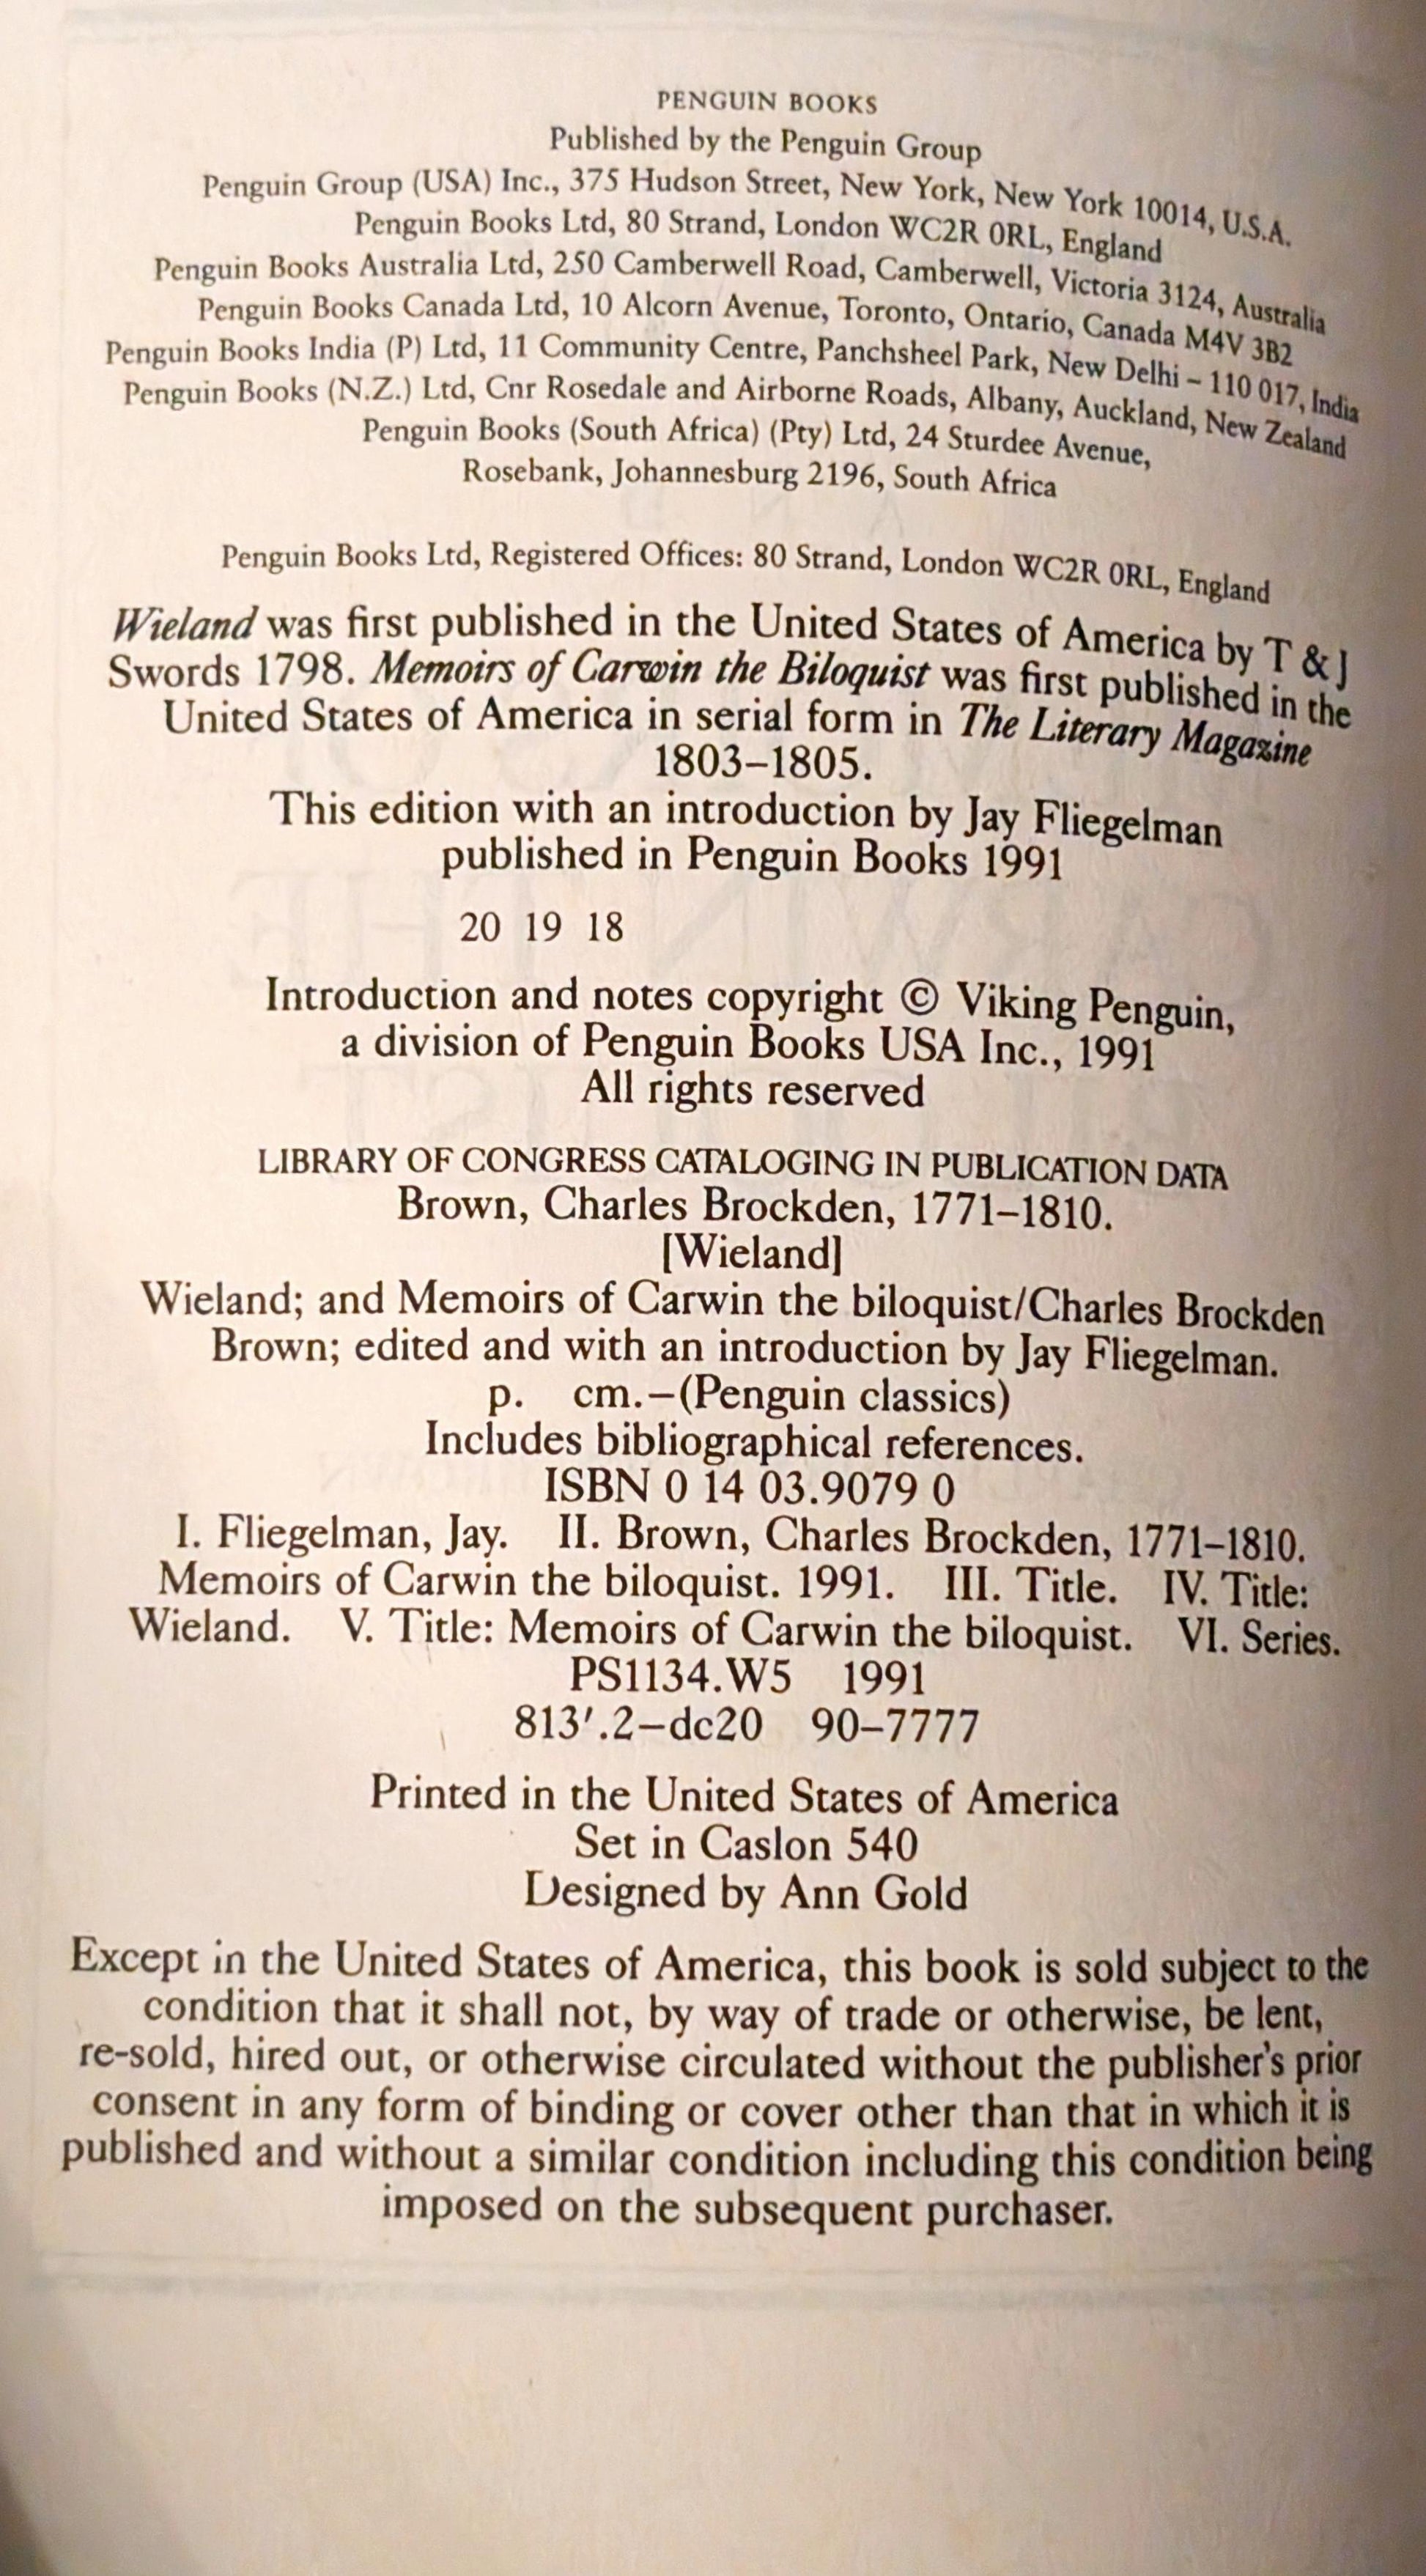 PENGUIN BOOKS
Published by the Penguin Group
Penguin Group (USA) Inc., 375 Hudson Street, New York, New York 10014, U.S.A.
Penguin Books Ltd, 80 Strand, London WC2R 0RL, England
Penguin Books Australia Ltd, 250 Camberwell Road, Camberwell, Victoria 3124, Australia
Penguin Books Canada Ltd, 10 Alcorn Avenue, Toronto, Ontario, Canada M4V 3B2
Penguin Books India (P) Ltd, 11 Community Centre, Panchsheel Park, New Delhi – 110 017, India
Penguin Books (N.Z.) Ltd, Cnr Rosedale and Airborne Roads, Albany, Auckland, New Zealand
Penguin Books (South Africa) (Pty) Ltd, 24 Sturdee Avenue,
Rosebank, Johannesburg 2196, South Africa
Penguin Books Ltd, Registered Offices: 80 Strand, London WC2R 0RL, England
Wieland was first published in the United States of America by T & J
Swords 1798. Memoirs of Carwin the Biloquist was first published in the
United States of America in serial form in The Literary Magazine
1803–1805.
This edition with an introduction by Jay Fliegelman
published in Penguin Books 1991
20 19 18
Introduction and notes copyright © Viking Penguin,
a division of Penguin Books USA Inc., 1991
All rights reserved
LIBRARY OF CONGRESS CATALOGING IN PUBLICATION DATA
Brown, Charles Brockden, 1771–1810.
[Wieland]
Wieland; and Memoirs of Carwin the biloquist/Charles Brockden
Brown; edited and with an introduction by Jay Fliegelman.
p. cm.–(Penguin classics)
Includes bibliographical references.
ISBN 0 14 03.9079 0
I. Fliegelman, Jay. II. Brown, Charles Brockden, 1771–1810.
Memoirs of Carwin the biloquist. 1991. III. Title. IV. Title:
Wieland. V. Title: Memoirs of Carwin the biloquist. VI. Series.
PS1134.W5 1991
813′.2–dc20 90–7777
Printed in the United States of America
Set in Caslon 540
Designed by Ann Gold
Except in the United States of America, this book is sold subject to the
condition that it shall not, by way of trade or otherwise, be lent,
re-sold, hired out, or otherwise circulated without the publisher's prior
consent in any form of binding or cover other than that in which it is
published and without a similar condition including this condition being
imposed on the subsequent purchaser.